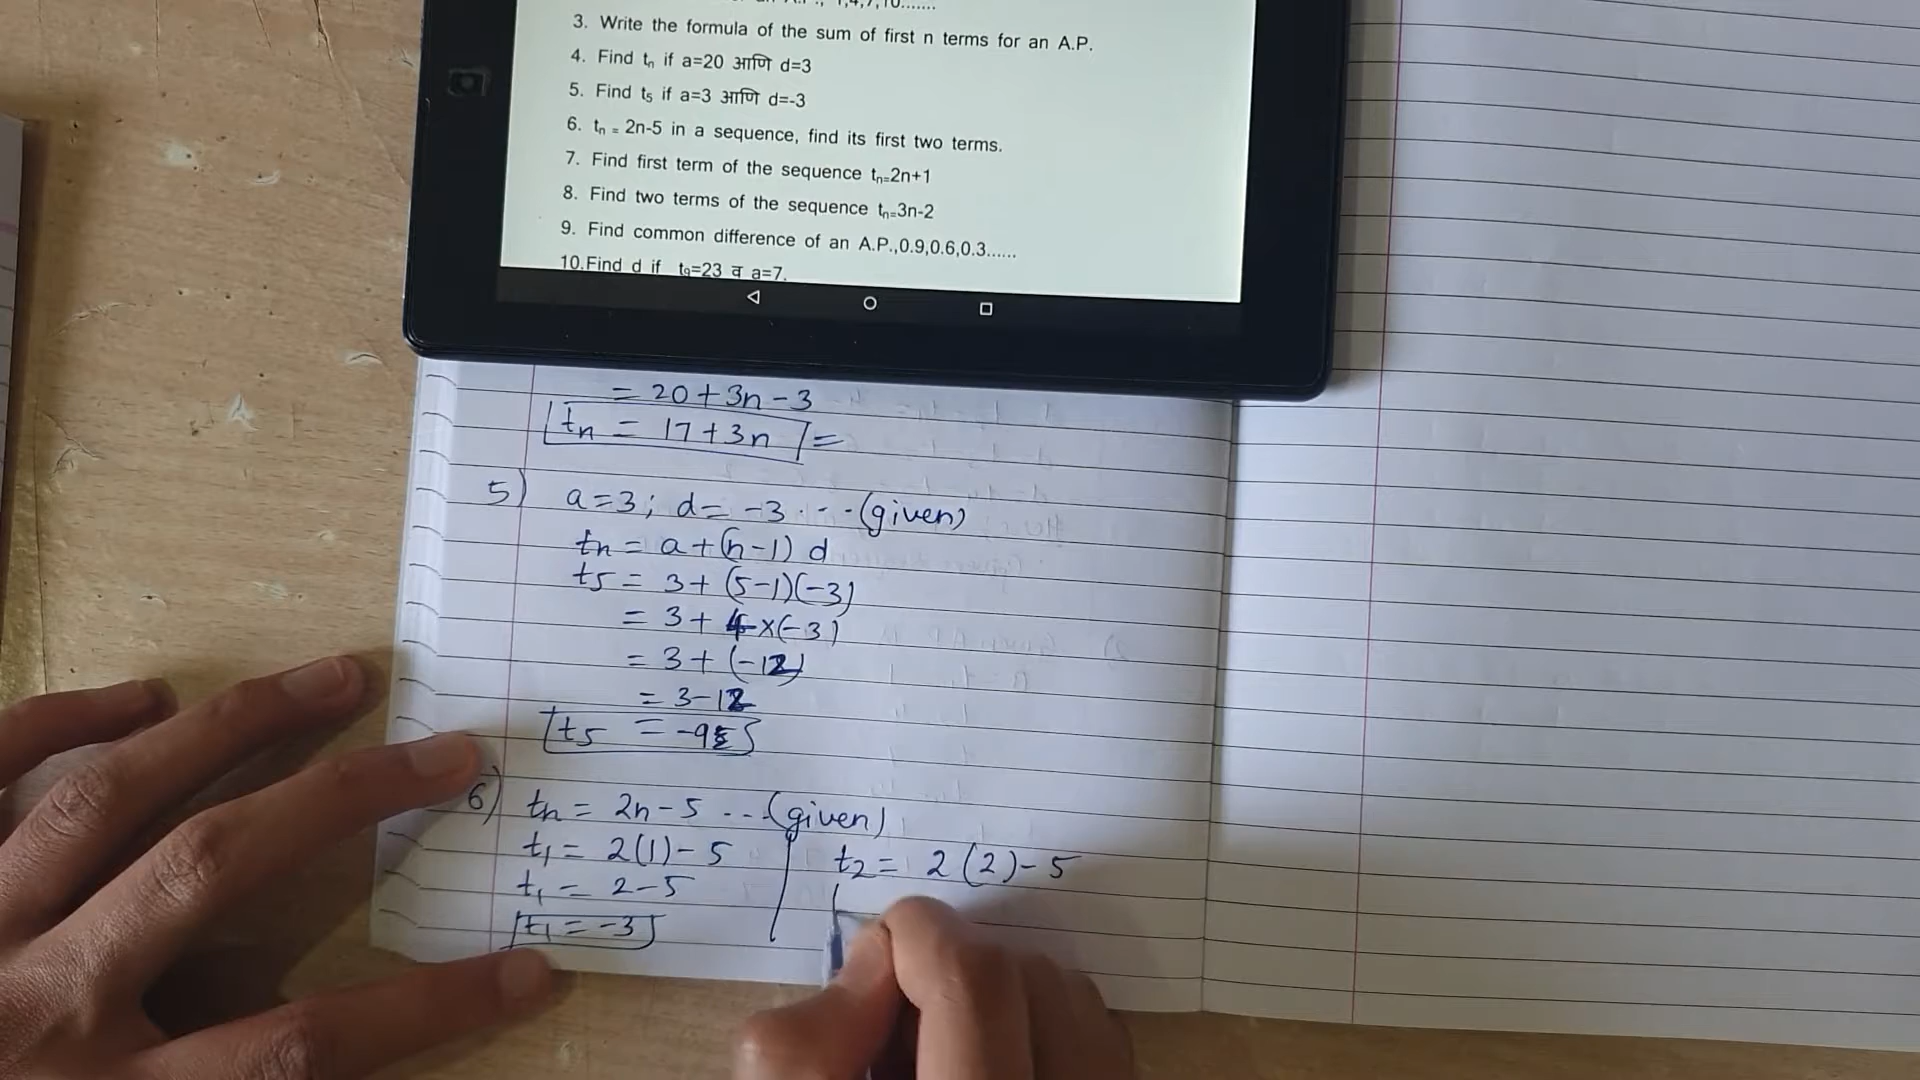 1,4,7,10.......
3. Write the formula of the sum of first n terms for an A.P.
4. Find tn if a=20 आणि d=3
5. Find t5 if a=3 आणि d=-3
6. tn = 2n-5 in a sequence, find its first two terms.
7. Find first term of the sequence tn=2n+1
8. Find two terms of the sequence tn=3n-2
9. Find common difference of an A.P.,0.9,0.6,0.3......
10.Find d if t9=23 व a=7.
= 20 + 3n - 3
tn = 17 + 3n =
5) a = 3 ; d = -3 . . . (given)
tn = a + (n-1) d
t5 = 3 + (5-1)(-3)
= 3 + 4 x (-3)
= 3 + (-12)
= 3 - 12
t5 = -9
6) tn = 2n - 5 ... (given)
t1 = 2(1) - 5
t1 = 2 - 5
t1 = -3
t2 = 2 (2) - 5